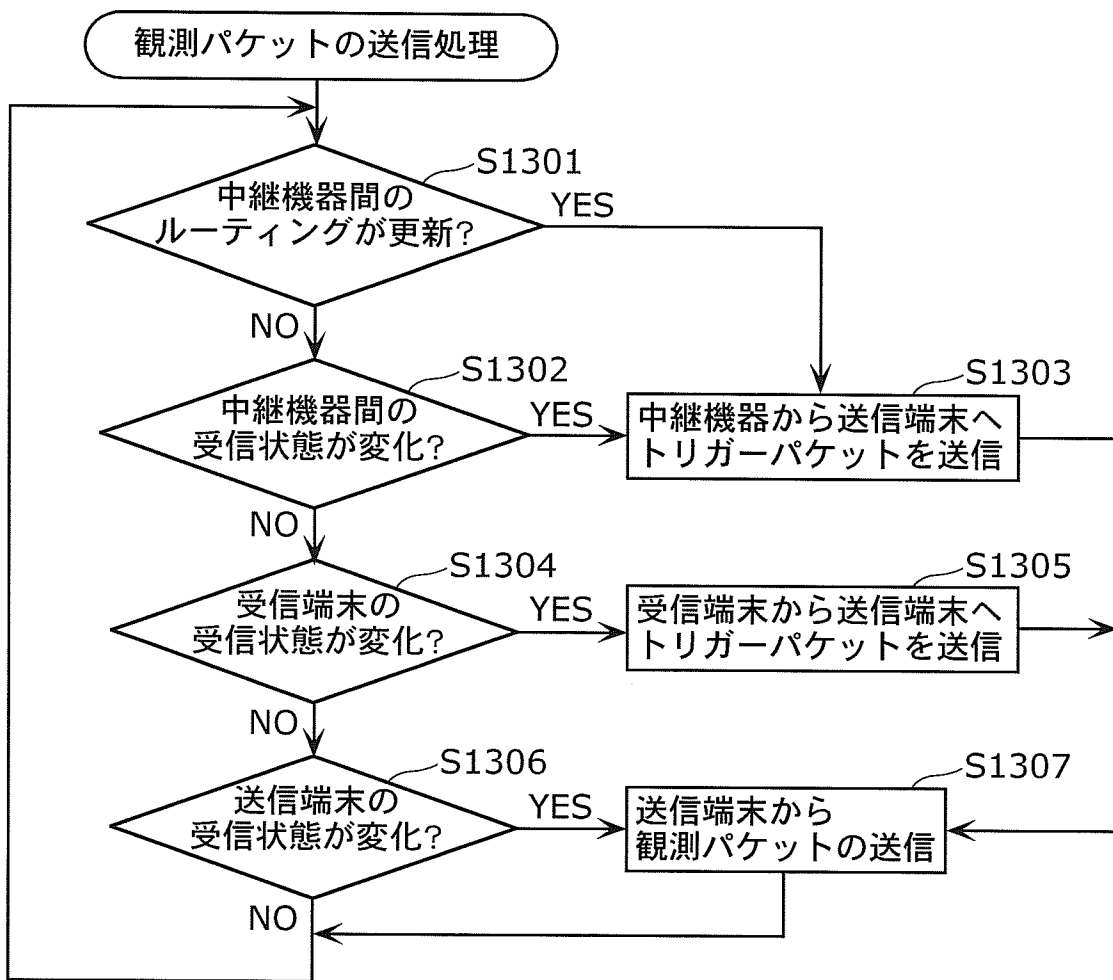 観測パケットの送信処理
S1301
中継機器間の
ルーティングが更新?
YES
NO
S1302
中継機器間の
受信状態が変化?
YES
S1303
中継機器から送信端末へ
トリガーパケットを送信
NO
S1304
受信端末の
受信状態が変化?
YES
S1305
受信端末から送信端末へ
トリガーパケットを送信
NO
S1306
送信端末の
受信状態が変化?
YES
S1307
送信端末から
観測パケットの送信
NO